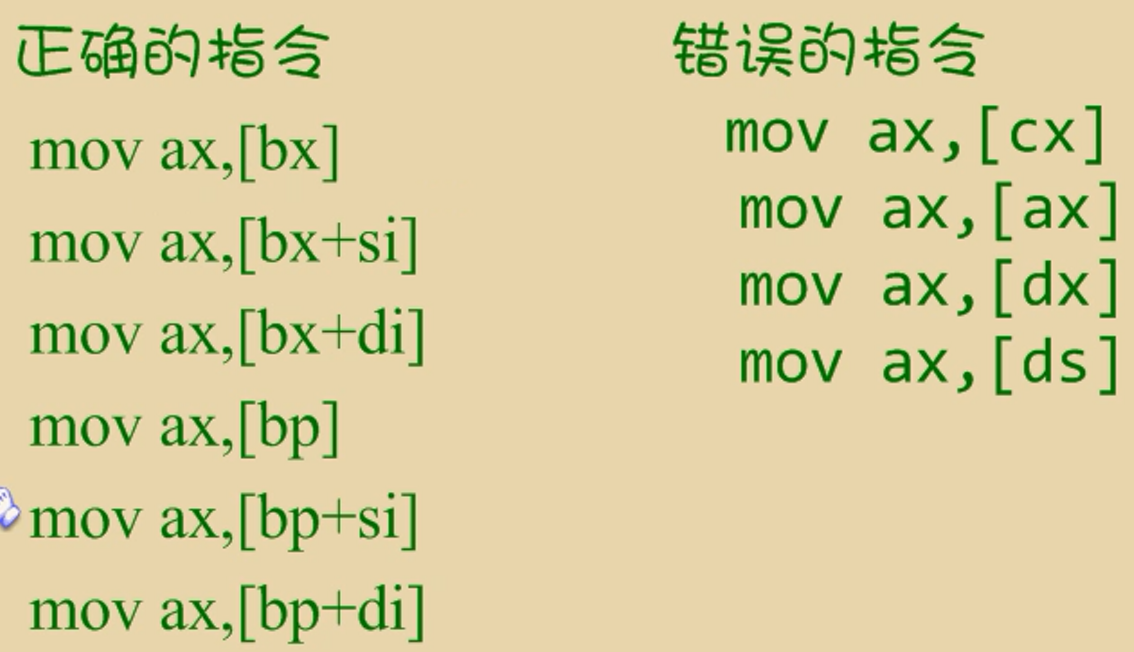 正确的指令
mov ax,[bx]
mov ax,[bx+si]
mov ax,[bx+di]
mov ax,[bp]
mov ax,[bp+si]
mov ax,[bp+di]
错误的指令
mov ax,[cx]
mov ax,[ax]
mov ax,[dx]
mov ax,[ds]